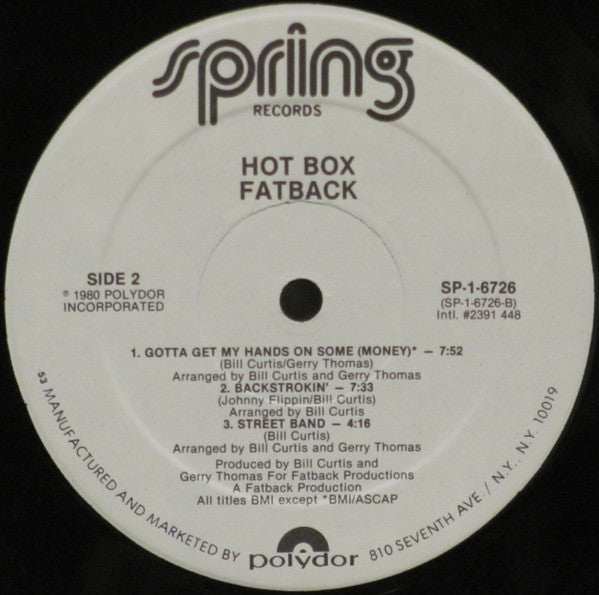 spring
RECORDS
HOT BOX
FATBACK
SIDE 2
℗ 1980 POLYDOR
INCORPORATED
SP-1-6726
(SP-1-6726-B)
Intl. #2391 448
1. GOTTA GET MY HANDS ON SOME (MONEY)* – 7:52
(Bill Curtis/Gerry Thomas)
Arranged by Bill Curtis and Gerry Thomas
2. BACKSTROKIN' – 7:33
(Johnny Flippin/Bill Curtis)
Arranged by Bill Curtis
3. STREET BAND – 4:16
(Bill Curtis)
Arranged by Bill Curtis and Gerry Thomas
Produced by Bill Curtis and
Gerry Thomas For Fatback Productions
A Fatback Production
All titles BMI except *BMI/ASCAP
53 MANUFACTURED AND MARKETED BY polydor 810 SEVENTH AVE. / N.Y., N.Y. 10019